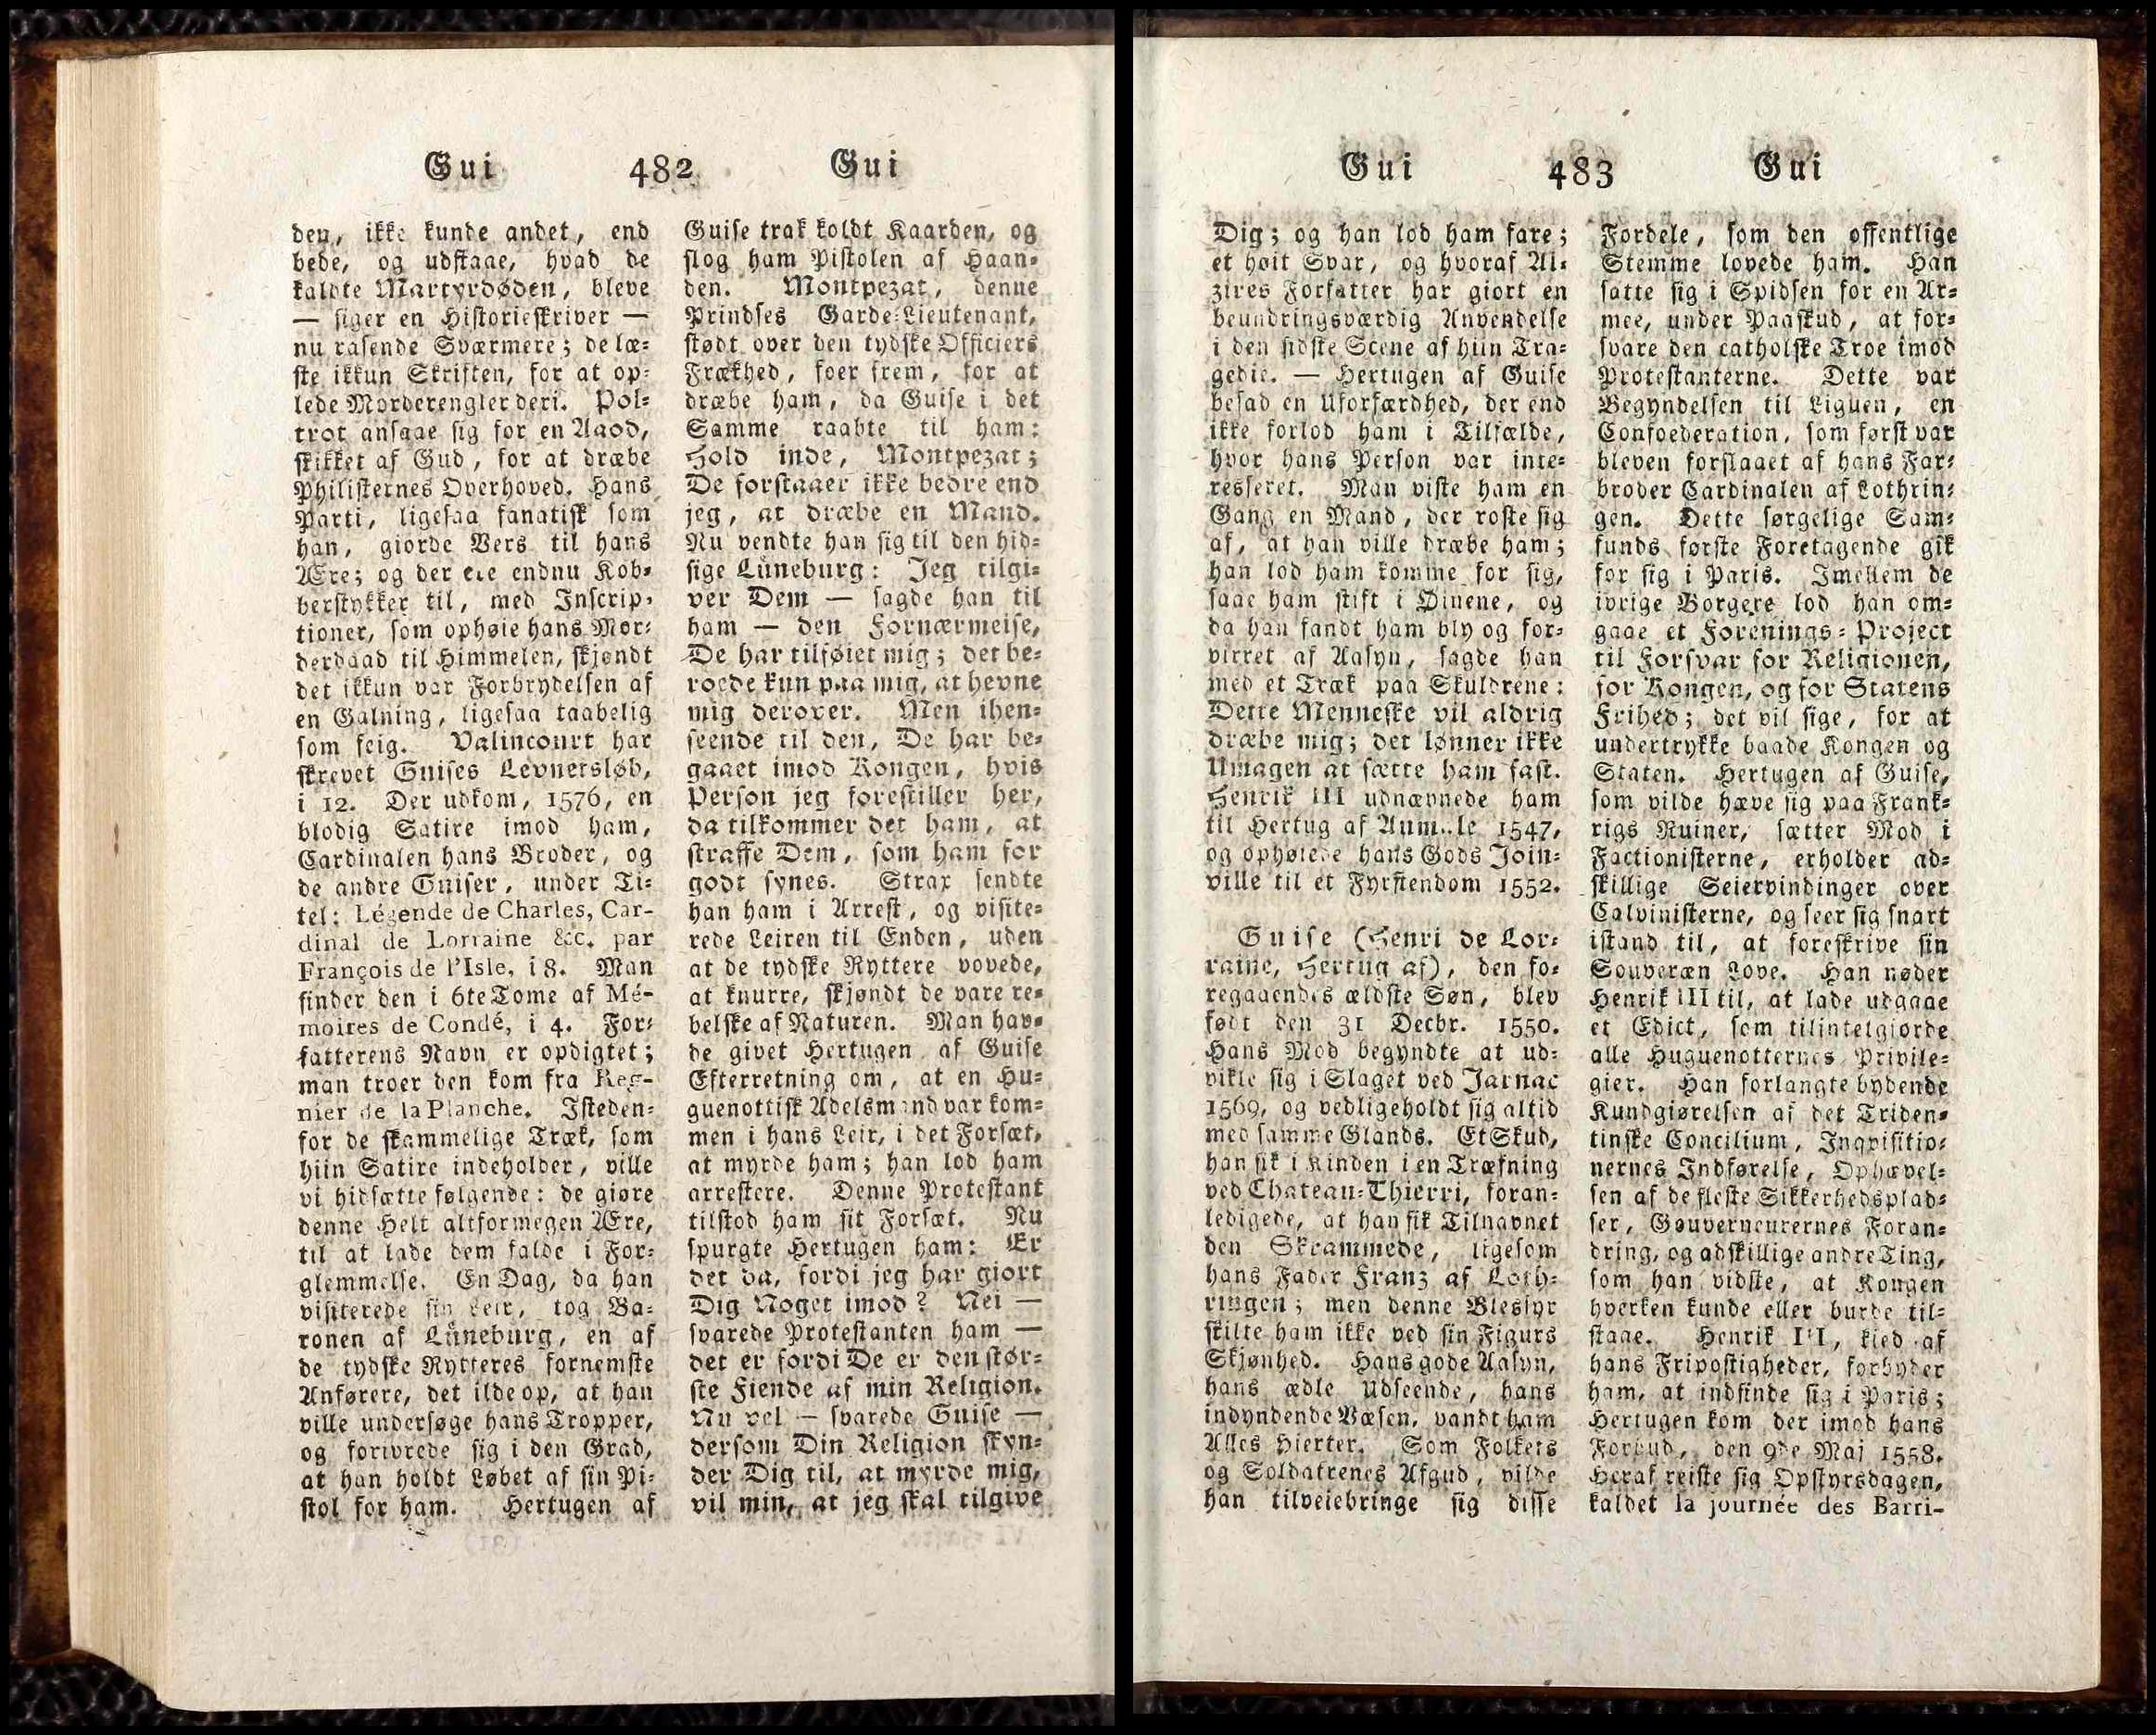 Gui 482 Gui
den, ikke kunde andet, end
bede, og udstaae, hvad de
kaldte Martyrdøden, bleve
— siger en Historieskriver —
nu rasende Sværmere; de læ-
ste ikkun Skriften, for at op-
lede Morderengler deri. Pol-
trot ansaae sig for en Aaod,
skikket af Gud, for at dræbe
Philisternes Overhoved. Hans
Parti, ligesaa fanatisk som
han, giorde Vers til hans
Ære; og der ere endnu Kob-
berstykker til, med Inscrip-
tioner, som ophøie hans Mor-
derdaad til Himmelen, skjøndt
det ikkun var Forbrydelsen af
en Galning, ligesaa taabelig
som feig. Valincourt har
skrevet Guises Levnetsløb,
i 12. Der udkom, 1576, en
blodig Satire imod ham,
Cardinalen hans Broder, og
de andre Guiser, under Ti-
tel: Légende de Charles, Car-
dinal de Lorraine &c. par
François de l'Isle, i 8. Man
finder den i 6te Tome af Mé-
moires de Condé, i 4. For-
fatterens Navn er opdigtet;
man troer den kom fra Reg-
nier de la Planche. Isteden-
for de skammelige Træk, som
hiin Satire indeholder, ville
vi hidsætte følgende: de giøre
denne Helt altformegen Ære,
til at lade dem falde i For-
glemmelse. En Dag, da han
visiterede sin Leir, tog Ba-
ronen af Lüneburg, en af
de tydske Rytteres fornemste
Anførere, det ilde op, at han
ville undersøge hans Tropper,
og fortvrede sig i den Grad,
at han holdt Løbet af sin Pi-
stol for ham. Hertugen af
Guise trak koldt Kaarden, og
slog ham Pistolen af Haan-
den. Montpezat, denne
Prindses Garde-Lieutenant,
stødt over den tydske Officiers
Frækhed, foer frem, for at
dræbe ham, da Guise i det
Samme raabte til ham:
Hold inde, Montpezat;
De forstaaer ikke bedre end
jeg, at dræbe en Mand.
Nu vendte han sig til den hid-
sige Lüneburg: Jeg tilgi-
ver Dem — sagde han til
ham — den Fornærmelse,
De har tilføiet mig; det be-
roede kun paa mig, at hevne
mig derover. Men ihen-
seende til den, De har be-
gaaet imod Kongen, hvis
Person jeg forestiller her,
da tilkommer det ham, at
straffe Dem, som ham for
godt synes. Strax sendte
han ham i Arrest, og visite-
rede Leiren til Enden, uden
at de tydske Ryttere vovede,
at knurre, skjøndt de vare re-
belske af Naturen. Man hav-
de givet Hertugen af Guise
Efterretning om, at en Hu-
guenottisk Adelsmand var kom-
men i hans Leir, i det Forsæt,
at myrde ham; han lod ham
arrestere. Denne Protestant
tilstod ham sit Forsæt. Nu
spurgte Hertugen ham: Er
det da, fordi jeg har giort
Dig Noget imod? Nei —
svarede Protestanten ham —
det er fordi De er den stør-
ste Fiende af min Religion.
Nu vel — svarede Guise —
dersom Din Religion skyn-
der Dig til, at myrde mig,
vil min, at jeg skal tilgive
Gui 483 Gui
Dig; og han lod ham fare;
et høit Svar, og hvoraf Al-
zires Forfatter har giort en
beundringsværdig Anvendelse
i den sidste Scene af hiin Tra-
gedie. — Hertugen af Guise
besad en Uforfærdhed, der end
ikke forlod ham i Tilfælde,
hvor hans Person var inte-
resseret. Man viste ham en
Gang en Mand, der roste sig
af, at han ville dræbe ham;
han lod ham komme for sig,
saae ham stift i Øinene, og
da han fandt ham bly og for-
virret af Aasyn, sagde han
med et Træk paa Skuldrene:
Dette Menneske vil aldrig
dræbe mig; det lønner ikke
Umagen at sætte ham fast.
Henrik III udnævnede ham
til Hertug af Aumale 1547,
og ophøiede hans Gods Join-
ville til et Fyrstendom 1552.
Guise (Henri de Lor-
raine, Hertug af), den fo-
regaaendes ældste Søn, blev
født den 31 Decbr. 1550.
Hans Mod begyndte at ud-
vikle sig i Slaget ved Jarnac
1569, og vedligeholdt sig altid
med samme Glands. Et Skud,
han fik i Kinden i en Træfning
ved Chateau-Thierri, foran-
ledigede, at han fik Tilnavnet
den Skrammede, ligesom
hans Fader Franz af Loth-
ringen; men denne Blessyr
skilte ham ikke ved sin Figurs
Skjønhed. Hans gode Aasyn,
hans ædle Udseende, hans
indyndende Væsen, vandt ham
Alles Hierter. Som Folkets
og Soldatrenes Afgud, vilde
han tilveiebringe sig disse
Fordele, som den offentlige
Stemme lovede ham. Han
satte sig i Spidsen for en Ar-
mee, under Paaskud, at for-
svare den catholske Troe imod
Protestanterne. Dette var
Begyndelsen til Liguen, en
Confoederation, som først var
bleven forslaaet af hans Far-
broder Cardinalen af Lothrin-
gen. Dette sørgelige Sam-
funds første Foretagende gik
for sig i Paris. Imellem de
ivrige Borgere lod han om-
gaae et Forenings-Project
til Forsvar for Religionen,
for Kongen, og for Statens
Frihed; det vil sige, for at
undertrykke baade Kongen og
Staten. Hertugen af Guise,
som vilde hæve sig paa Frank-
rigs Ruiner, sætter Mod i
Factionisterne, erholder ad-
skillige Seiervindinger over
Calvinisterne, og seer sig snart
istand til, at foreskrive sin
Souveræn Love. Han nøder
Henrik III til, at lade udgaae
et Edict, som tilintetgiorde
alle Huguenotternes Privile-
gier. Han forlangte bydende
Kundgiørelsen af det Triden-
tinske Concilium, Inqvisitio-
nernes Indførelse, Ophævel-
sen af de fleste Sikkerhedsplad-
ser, Gouverneurernes Foran-
dring, og adskillige andre Ting,
som han vidste, at Kongen
hverken kunde eller burde til-
staae. Henrik III, kied af
hans Fripostigheder, forbyder
ham, at indfinde sig i Paris;
Hertugen kom der imod hans
Forbud, den 9de Maj 1558.
Heraf reiste sig Opstyrsdagen,
kaldet la journée des Barri-